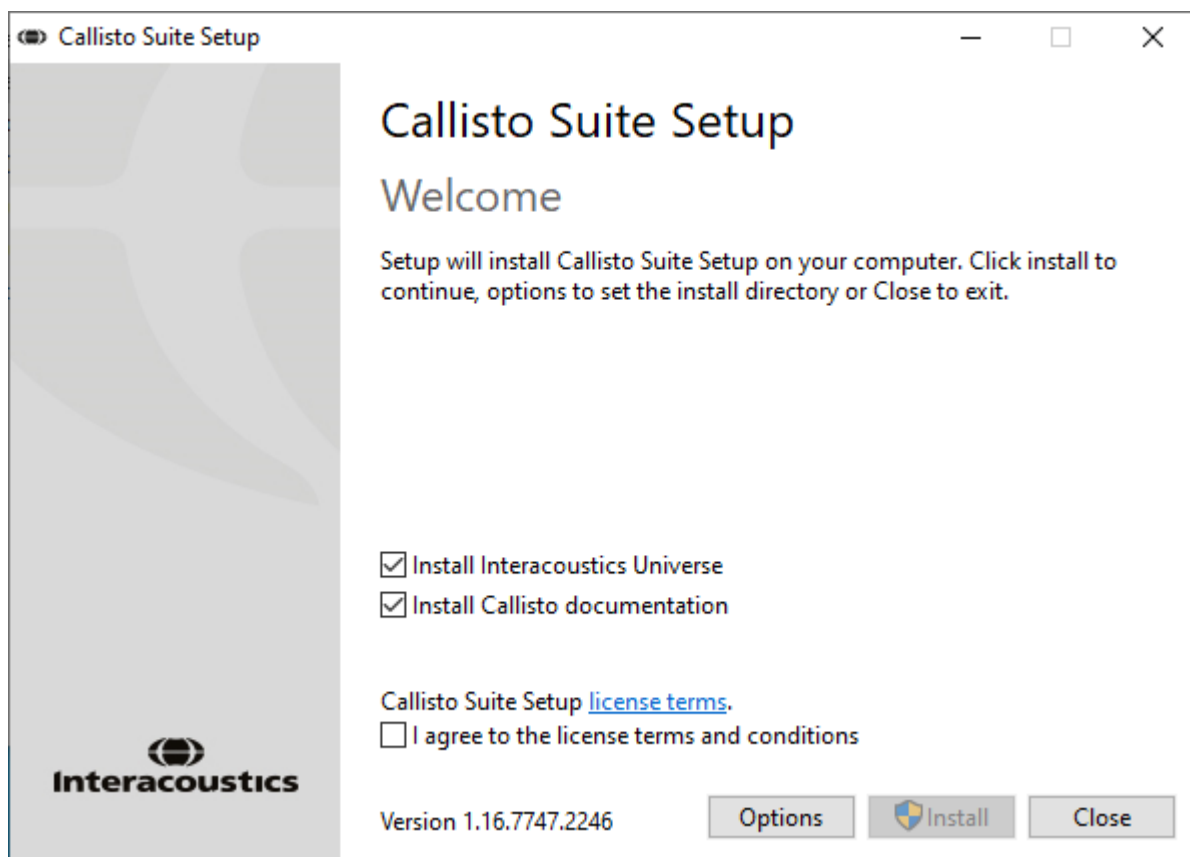 Callisto Suite Setup
Callisto Suite Setup
Welcome
Setup will install Callisto Suite Setup on your computer. Click install to
continue, options to set the install directory or Close to exit.
Install Interacoustics Universe
Install Callisto documentation
Callisto Suite Setup license terms.
I agree to the license terms and conditions
Interacoustics
Version 1.16.7747.2246
Options
Install
Close